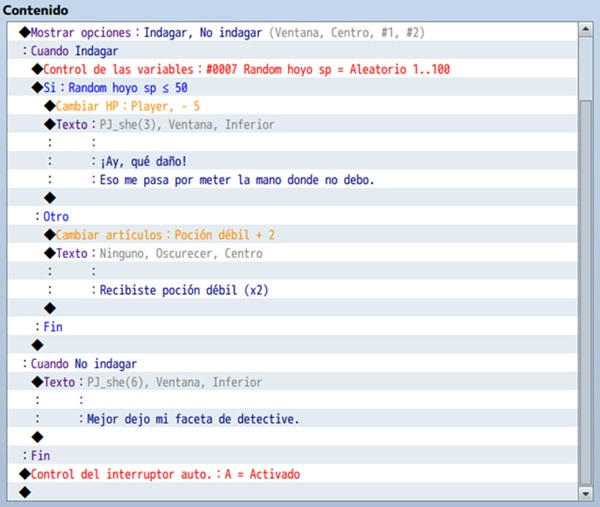 Contenido
◆Mostrar opciones：Indagar, No indagar (Ventana, Centro, #1, #2)
：Cuando Indagar
◆Control de las variables：#0007 Random hoyo sp = Aleatorio 1..100
◆Si：Random hoyo sp ≤ 50
◆Cambiar HP：Player, - 5
◆Texto：PJ_she(3), Ventana, Inferior
：　　：
：　　：¡Ay, qué daño!
：　　：Eso me pasa por meter la mano donde no debo.
◆
：Otro
◆Cambiar artículos：Poción débil + 2
◆Texto：Ninguno, Oscurecer, Centro
：　　：
：　　：Recibiste poción débil (x2)
◆
：Fin
◆
：Cuando No indagar
◆Texto：PJ_she(6), Ventana, Inferior
：　　：
：　　：Mejor dejo mi faceta de detective.
◆
：Fin
◆Control del interruptor auto.：A = Activado
◆